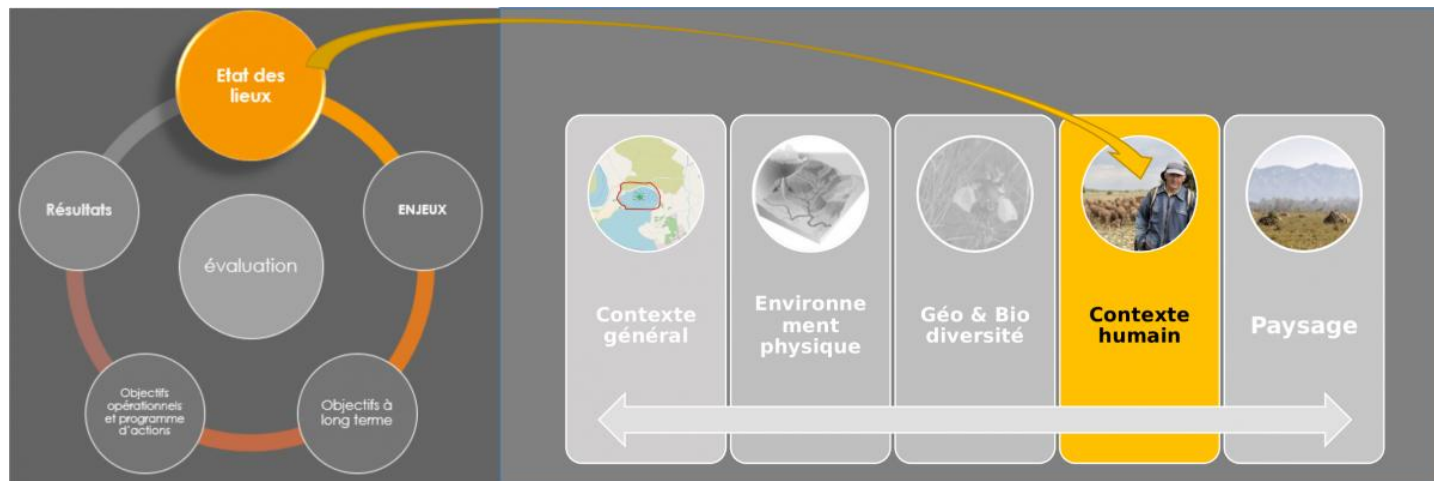 Etat des
lieux
Résultats
ENJEUX
évaluation
Objectifs
opérationnels
et programme
d'actions
Objectifs à
long terme
Contexte
général
Environne
ment
physique
Géo & Bio
diversité
Contexte
humain
Paysage